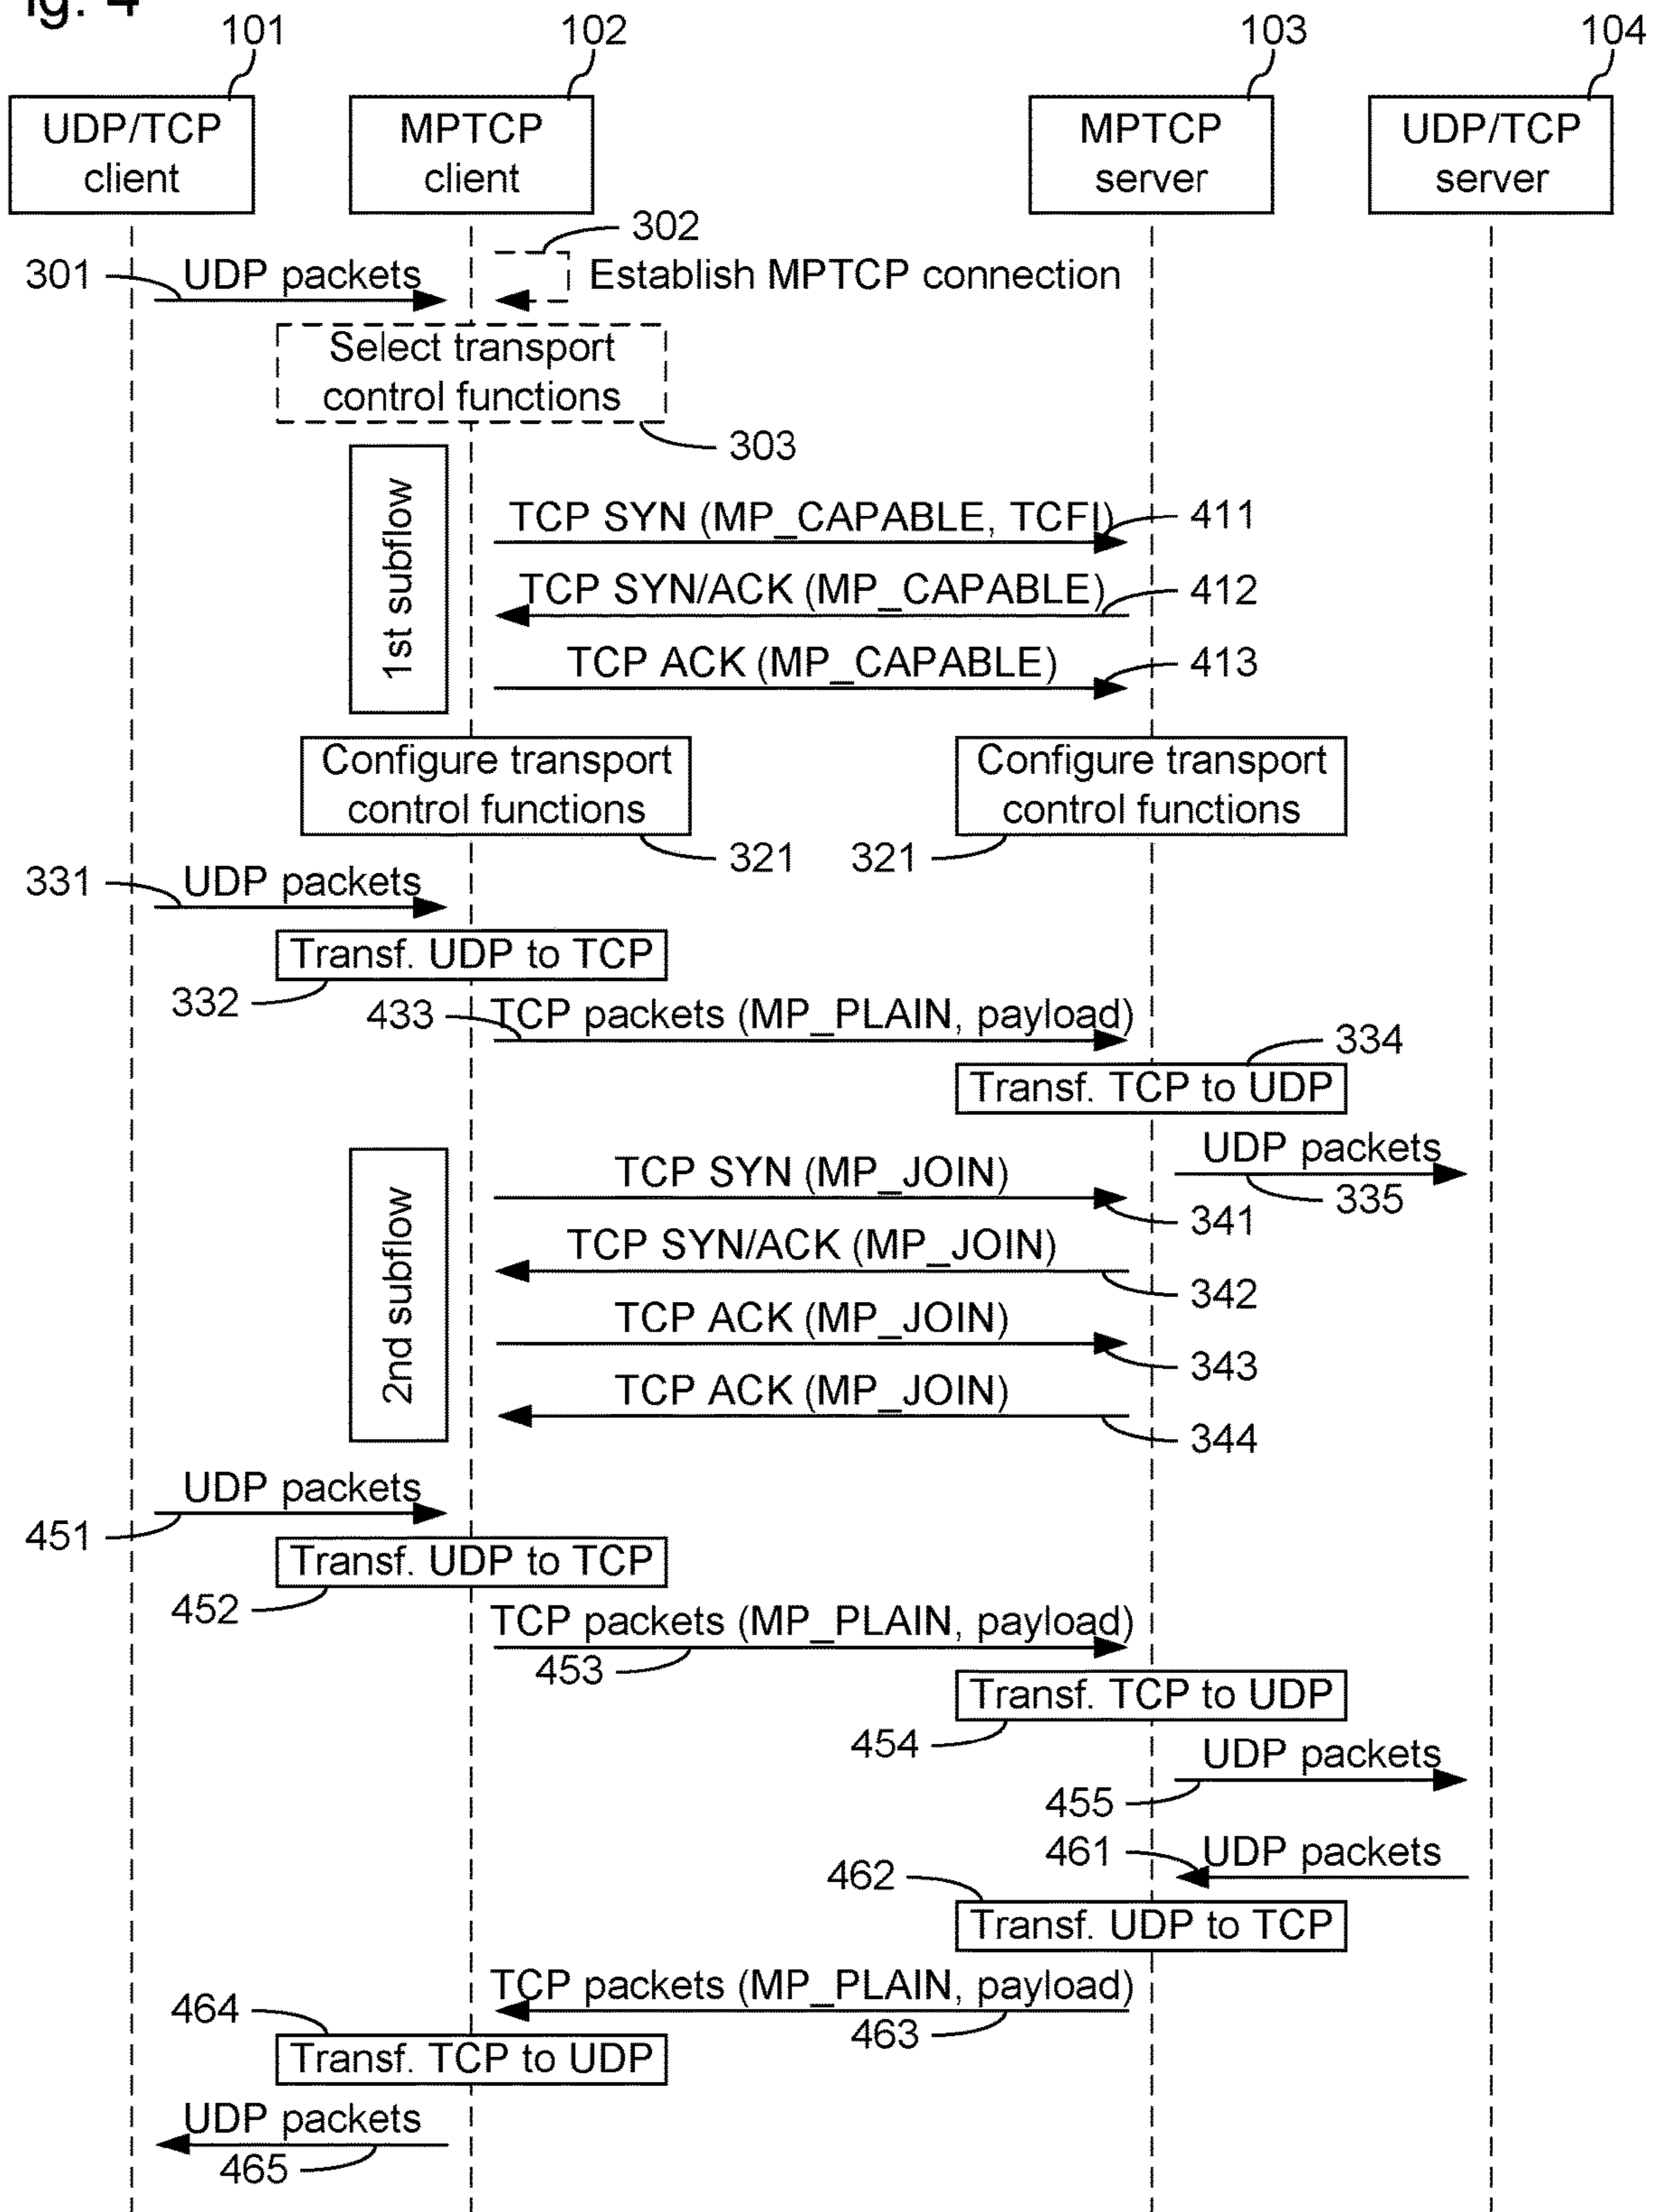 ig. 4
101
102
103
104
UDP/TCP
client
MPTCP
client
MPTCP
server
UDP/TCP
server
302
301
UDP packets
Establish MPTCP connection
Select transport
control functions
303
1st subflow
TCP SYN (MP_CAPABLE, TCFI)
411
TCP SYN/ACK (MP_CAPABLE)
412
TCP ACK (MP_CAPABLE)
413
Configure transport
control functions
Configure transport
control functions
321
321
331
UDP packets
Transf. UDP to TCP
332
433
TCP packets (MP_PLAIN, payload)
334
Transf. TCP to UDP
UDP packets
335
2nd subflow
TCP SYN (MP_JOIN)
341
TCP SYN/ACK (MP_JOIN)
342
TCP ACK (MP_JOIN)
343
TCP ACK (MP_JOIN)
344
UDP packets
451
Transf. UDP to TCP
452
TCP packets (MP_PLAIN, payload)
453
Transf. TCP to UDP
454
UDP packets
455
461
UDP packets
462
Transf. UDP to TCP
TCP packets (MP_PLAIN, payload)
463
464
Transf. TCP to UDP
UDP packets
465